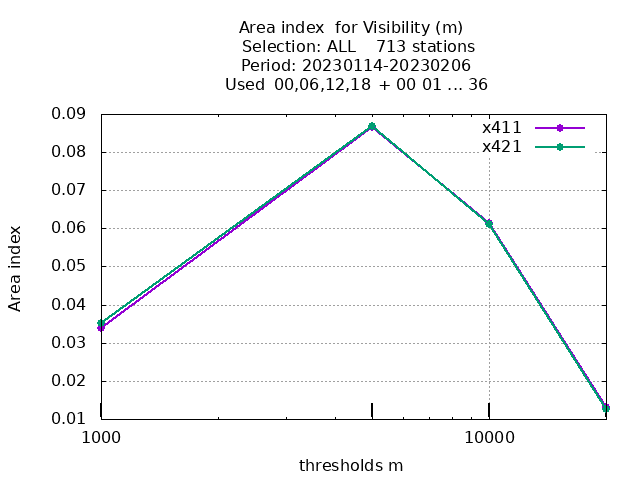 Area index  for Visibility (m)
Selection: ALL    713 stations
Period: 20230114-20230206
Used  00,06,12,18  + 00 01 ... 36
x411
x421
Area index
0.09
0.08
0.07
0.06
0.05
0.04
0.03
0.02
0.01
1000
10000
thresholds m